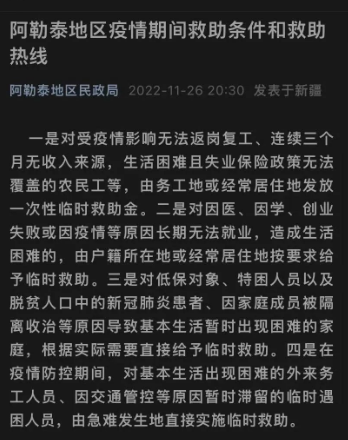 阿勒泰地区疫情期间救助条件和救助
热线
阿勒泰地区民政局 2022-11-26 20:30 发表于新疆
一是对受疫情影响无法返岗复工、连续三个
月无收入来源，生活困难且失业保险政策无法
覆盖的农民工等，由务工地或经常居住地发放
一次性临时救助金。二是对因医、因学、创业
失败或因疫情等原因长期无法就业，造成生活
困难的，由户籍所在地或经常居住地按要求给
予临时救助。三是对低保对象、特困人员以及
脱贫人口中的新冠肺炎患者、因家庭成员被隔
离收治等原因导致基本生活暂时出现困难的家
庭，根据实际需要直接给予临时救助。四是在
疫情防控期间，对基本生活出现困难的外来务
工人员、因交通管控等原因暂时滞留的临时遇
困人员，由急难发生地直接实施临时救助。